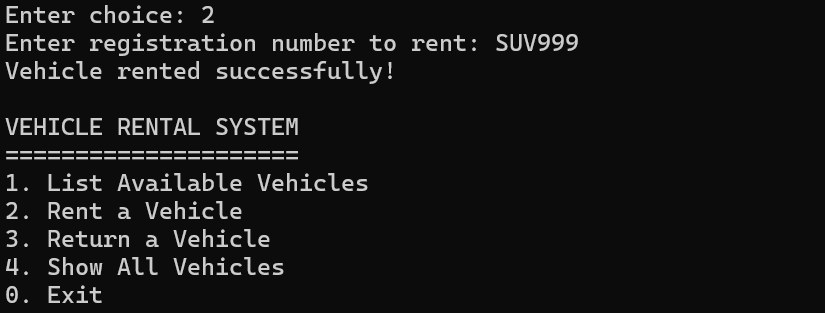 Enter choice: 2
Enter registration number to rent: SUV999
Vehicle rented successfully!
VEHICLE RENTAL SYSTEM
=====================
1. List Available Vehicles
2. Rent a Vehicle
3. Return a Vehicle
4. Show All Vehicles
0. Exit